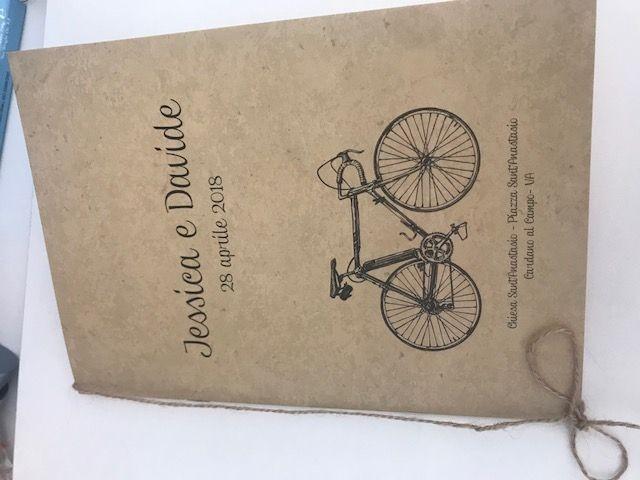 Jessica e Davide
28 aprile 2018
Chiesa Sant'Anastasio - Piazza Sant'Anastasio
Cardano al Campo- VA